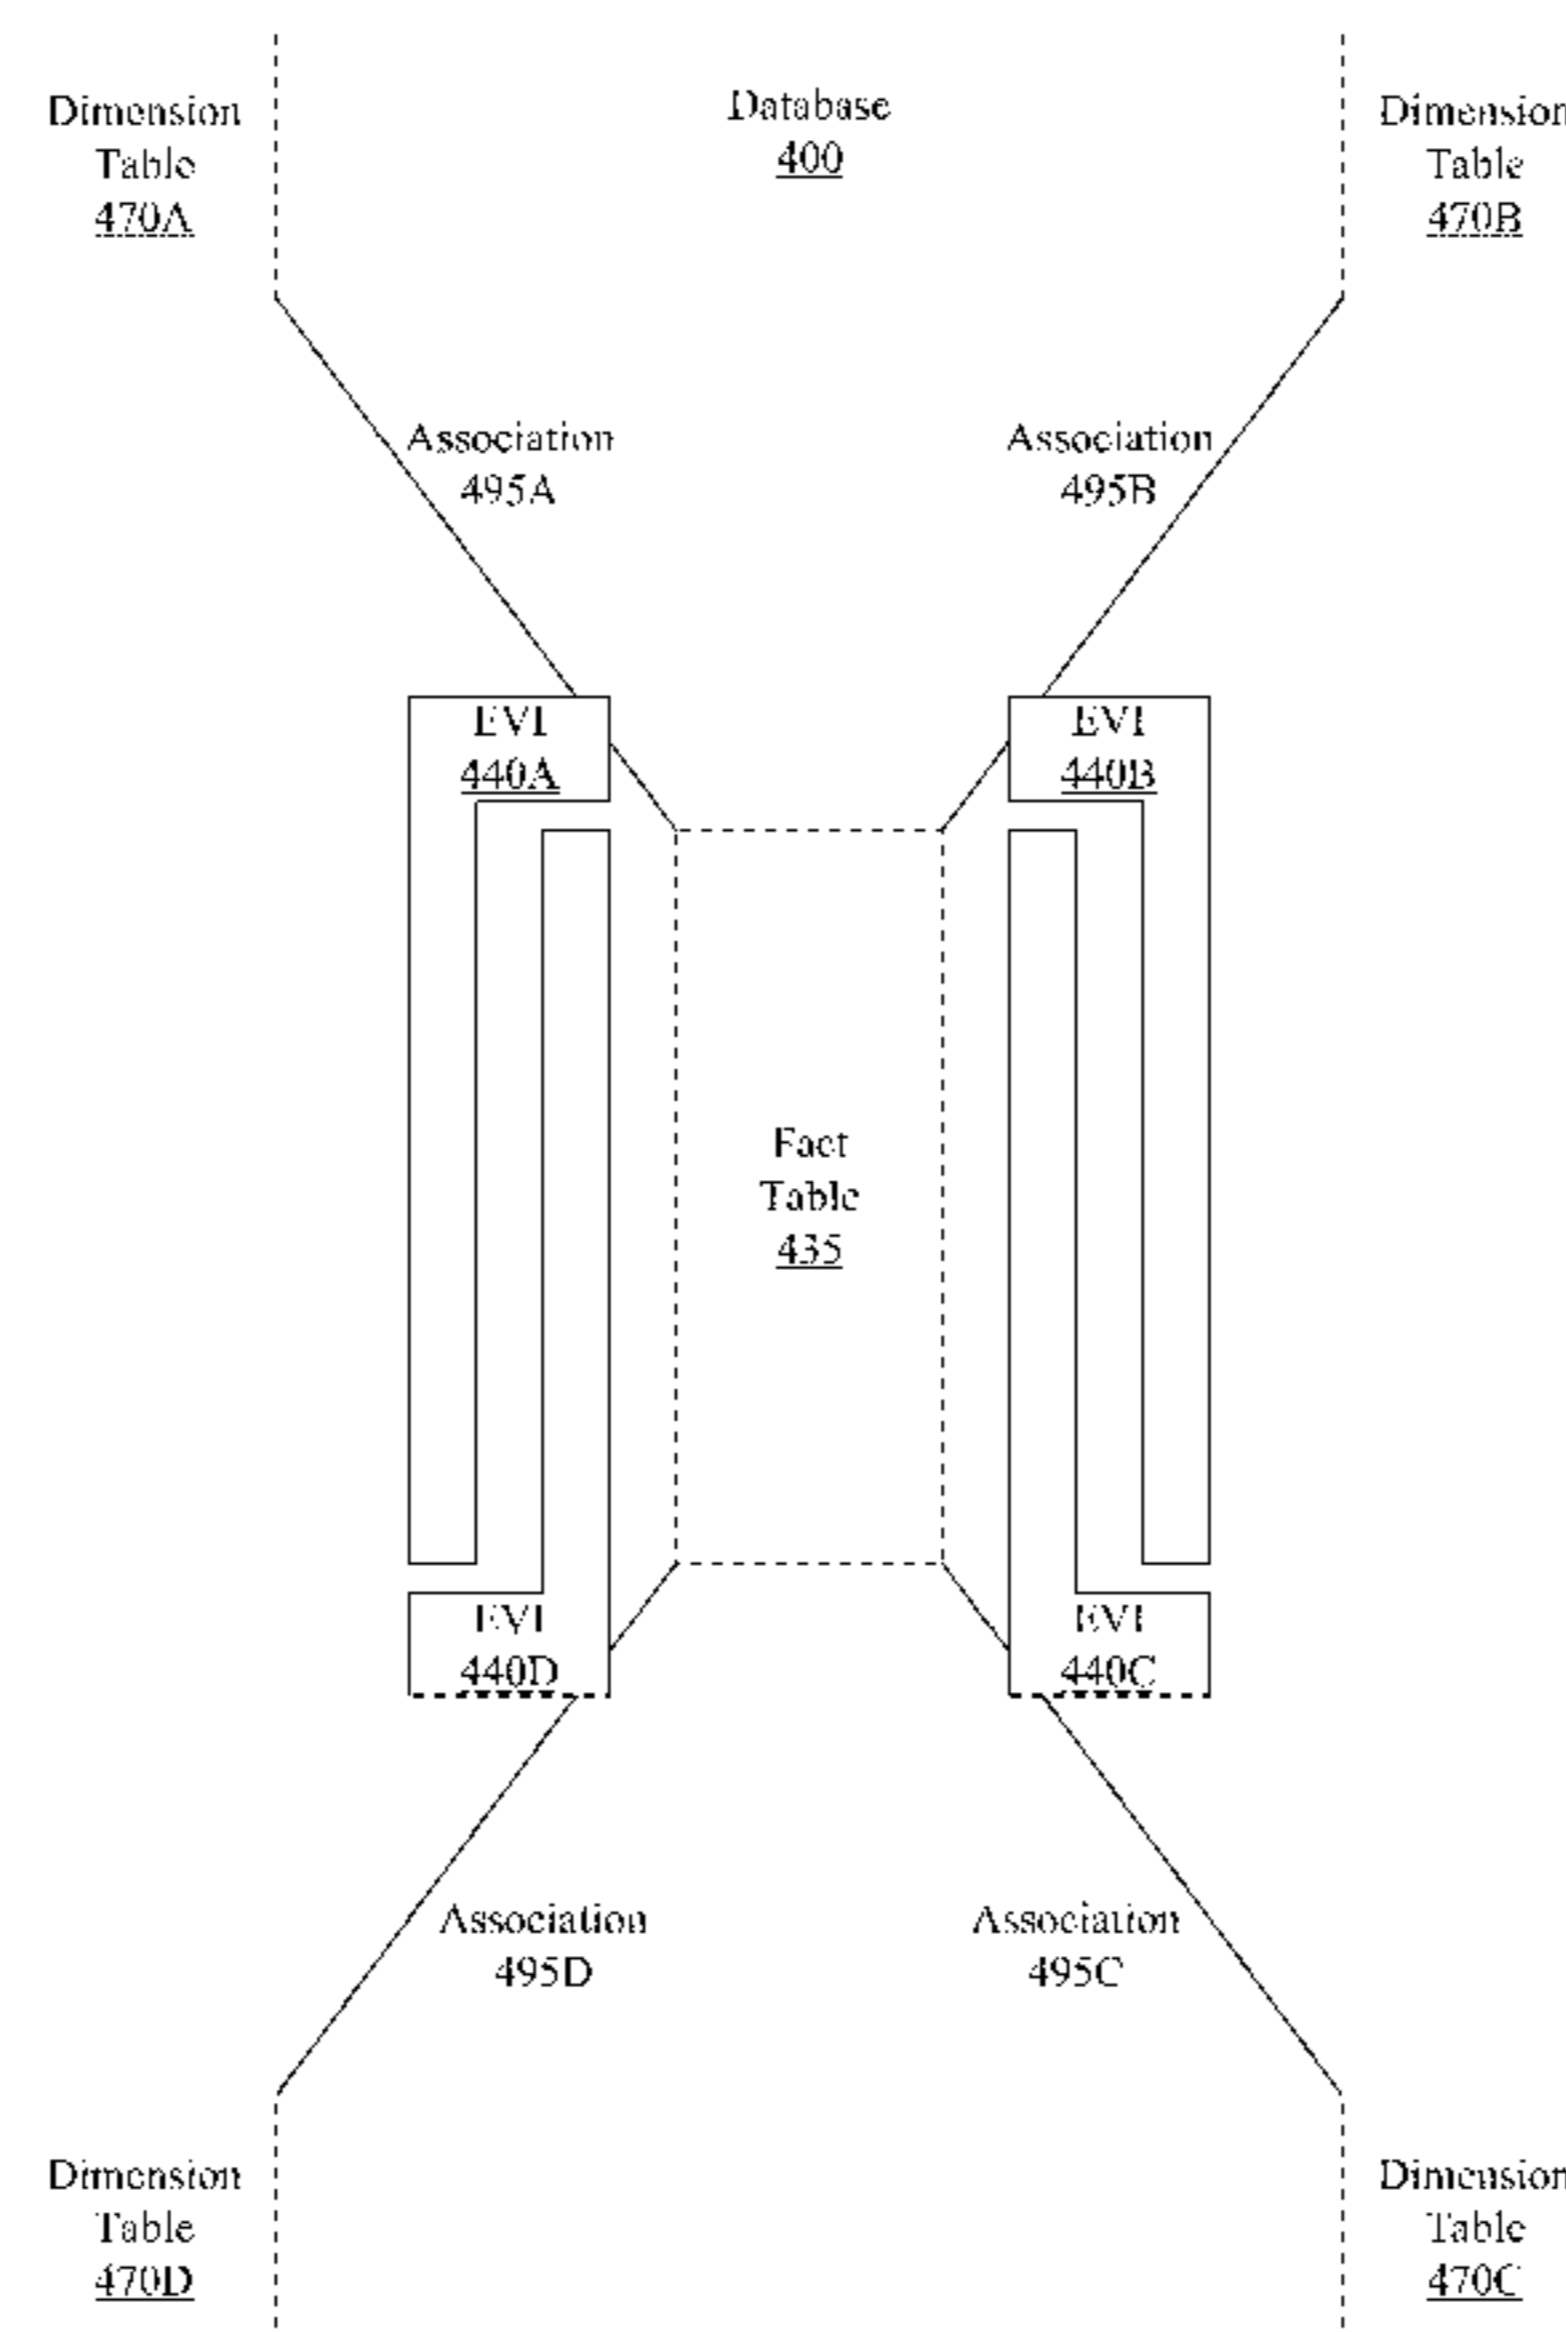 Dimension
Table
470A
Database
400
Dimension
Table
470B
Association
495A
Association
495B
EVI
440A
EVI
440B
Fact
Table
435
EVI
440D
EVI
440C
Association
495D
Association
495C
Dimension
Table
470D
Dimension
Table
470C